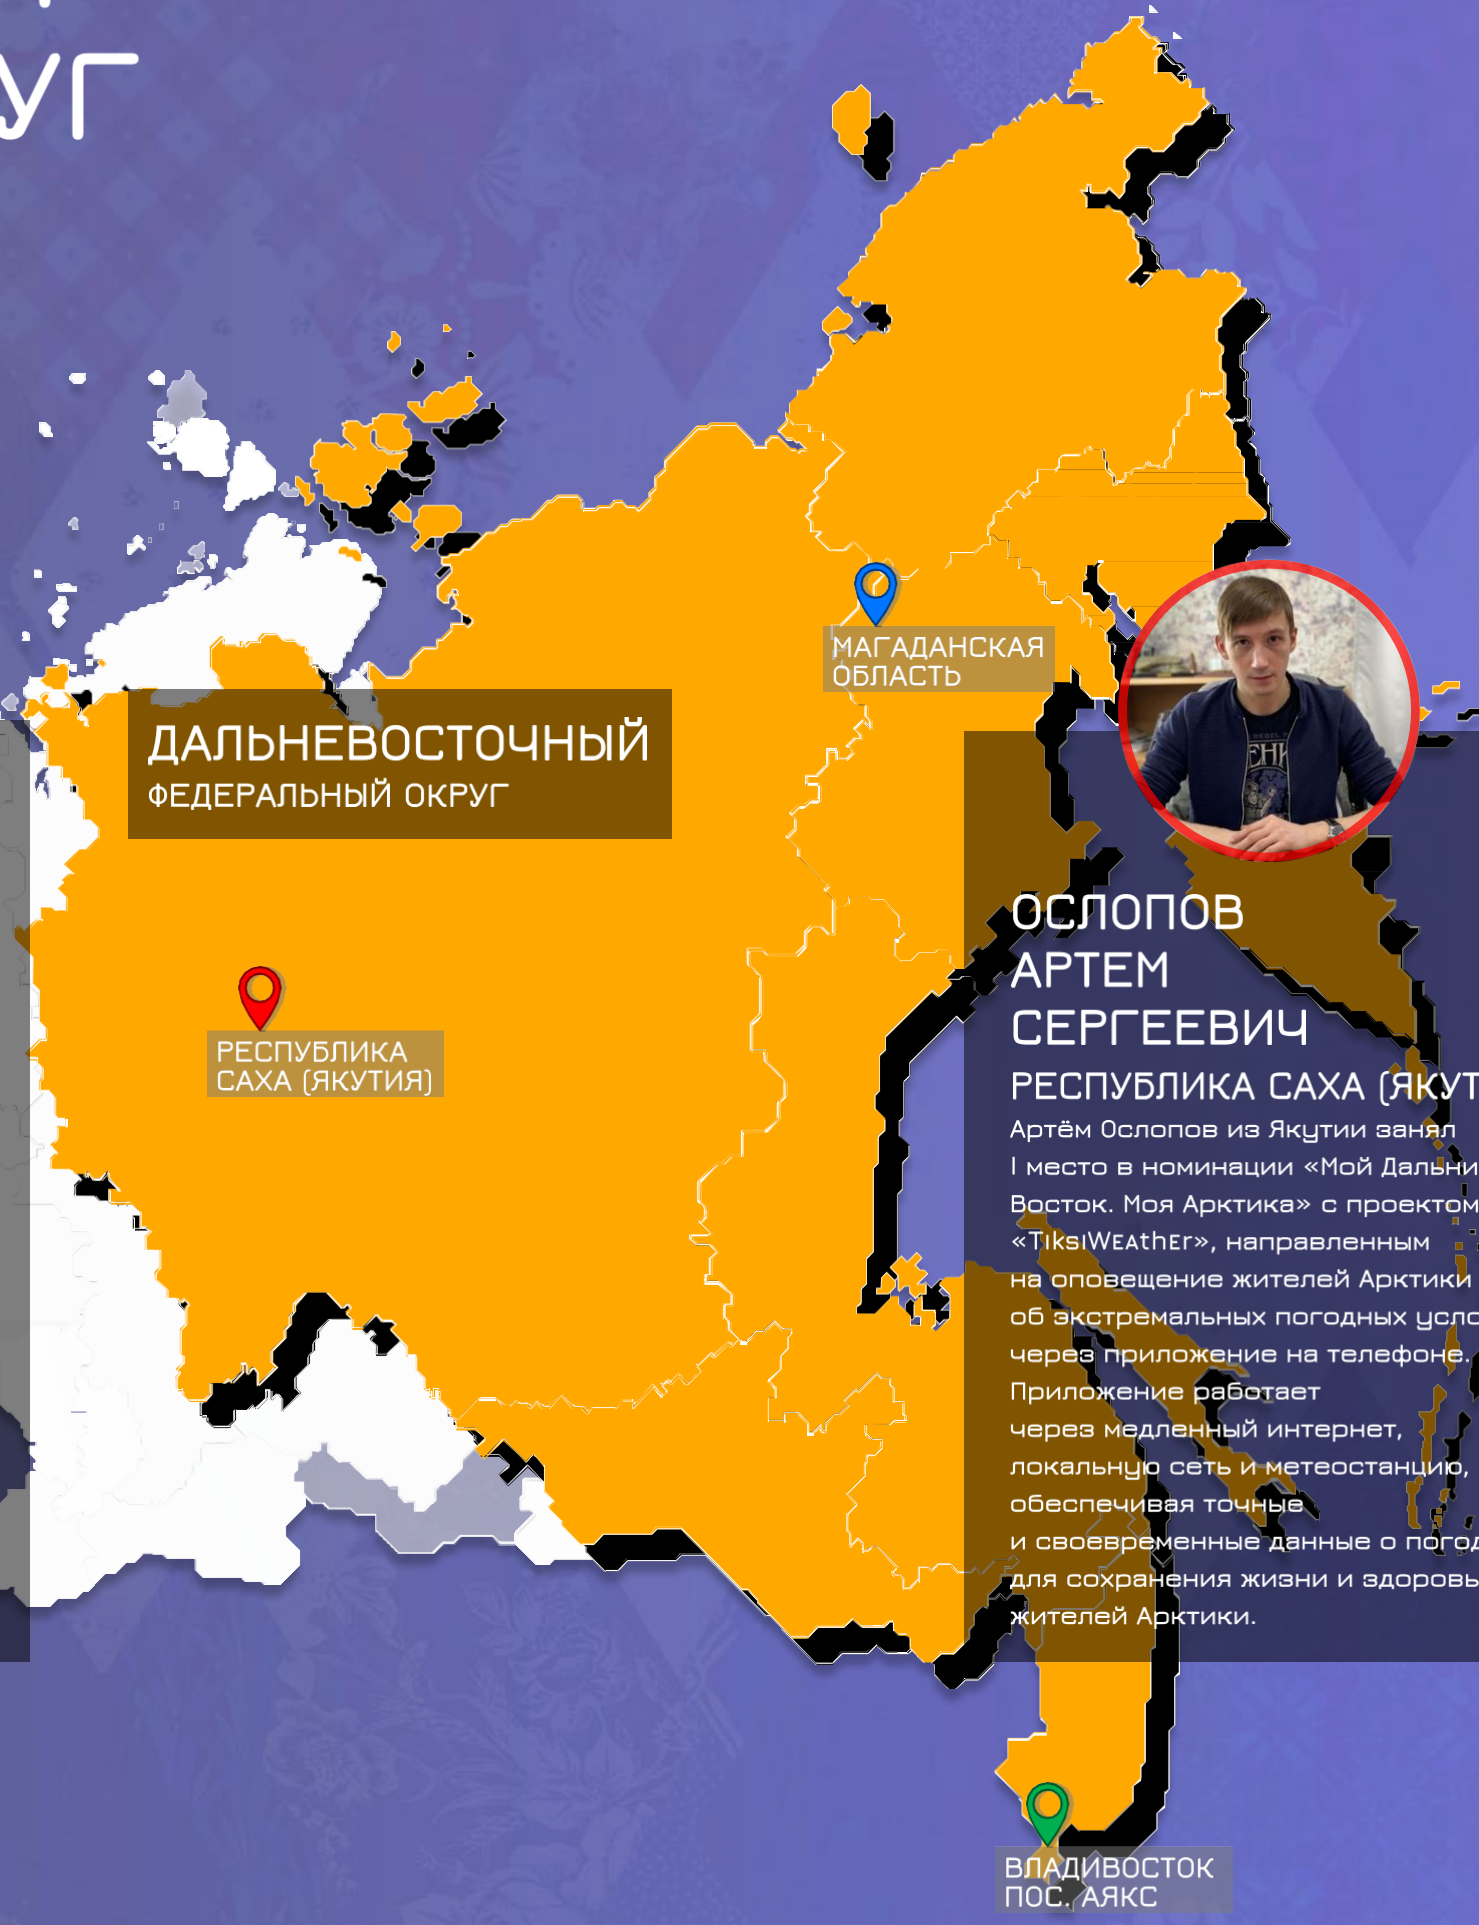 УГ
МАГАДАНСКАЯ
ОБЛАСТЬ
ДАЛЬНЕВОСТОЧНЫЙ
ФЕДЕРАЛЬНЫЙ ОКРУГ
РЕСПУБЛИКА
САХА (ЯКУТИЯ)
ОСЛОПОВ
АРТЕМ
СЕРГЕЕВИЧ
РЕСПУБЛИКА САХА (ЯКУТ
Артём Ослопов из Якутии занял
I место в номинации «Мой Дальни
Восток. Моя Арктика» с проектом
«TiksiWEAthEr», направленным
на оповещение жителей Арктики
об экстремальных погодных усло
через приложение на телефоне.
Приложение работает
через медленный интернет,
локальную сеть и метеостанцию,
обеспечивая точные
и своевременные данные о погод
для сохранения жизни и здоровь
жителей Арктики.
ВЛАДИВОСТОК
ПОС. АЯКС